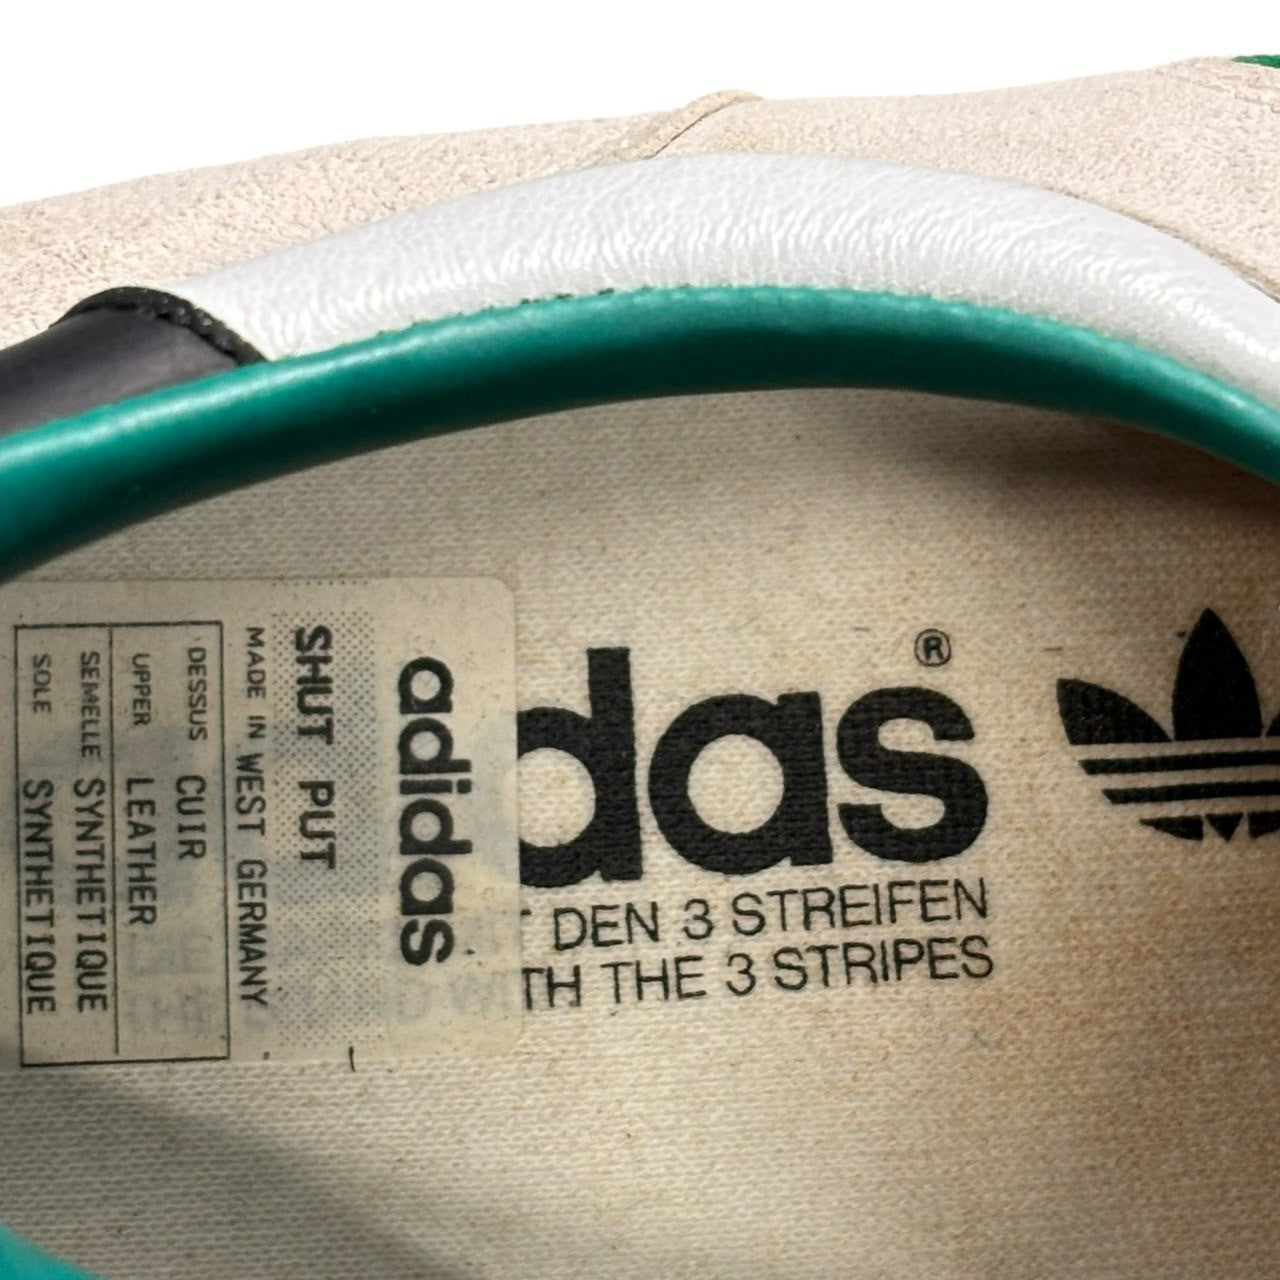 adidas
SHUT PUT
MADE IN WEST GERMANY
DESSUS CUIR
UPPER LEATHER
SEMELLE SYNTHETIQUE
SOLE SYNTHETIQUE
das®
DEN 3 STREIFEN
TH THE 3 STRIPES